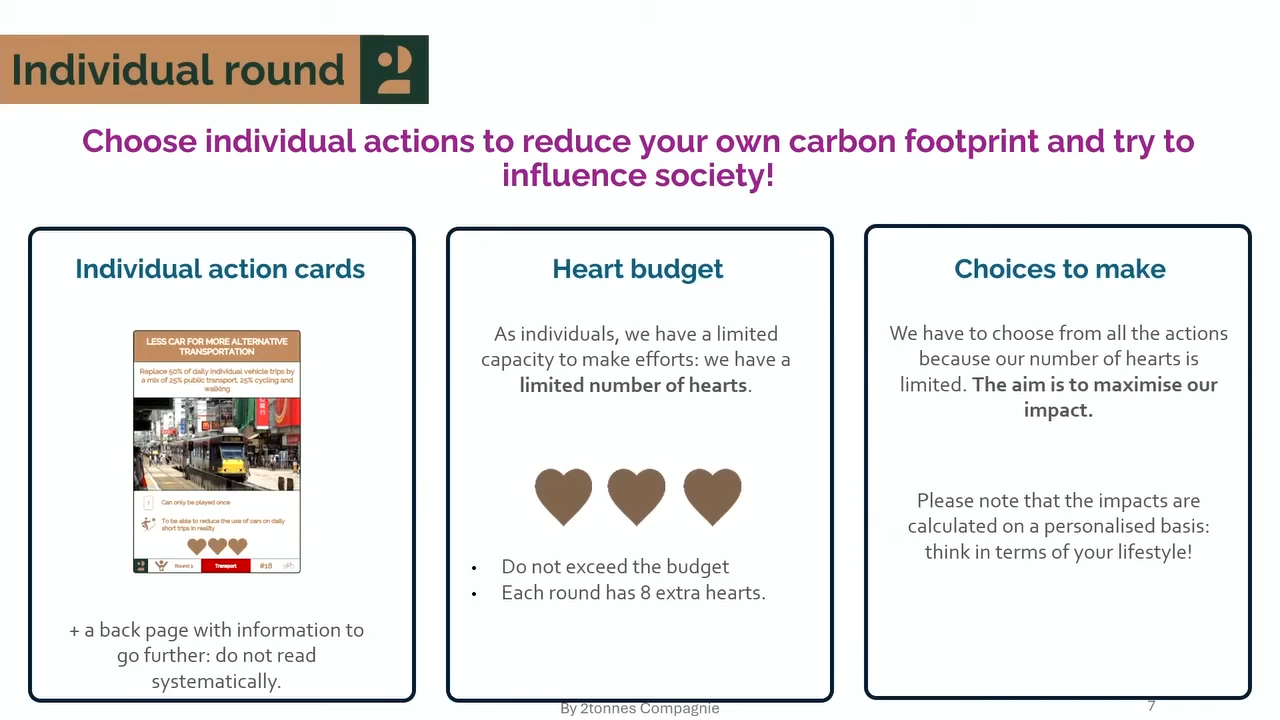 Individual round
Choose individual actions to reduce your own carbon footprint and try to
influence society!
Individual action cards
LESS CAR FOR MORE ALTERNATIVE
TRANSPORTATION
Replace 50% of daily individual vehicle trips by
a mix of 25% public transport, 25% cycling and
walking
Can only be played once
To be able to reduce the use of cars on daily
short trips in reality
Round 1
Transport
#18
+ a back page with information to
go further: do not read
systematically.
Heart budget
As individuals, we have a limited
capacity to make efforts: we have a
limited number of hearts.
• Do not exceed the budget
• Each round has 8 extra hearts.
Choices to make
We have to choose from all the actions
because our number of hearts is
limited. The aim is to maximise our
impact.
Please note that the impacts are
calculated on a personalised basis:
think in terms of your lifestyle!
By 2tonnes Compagnie
7